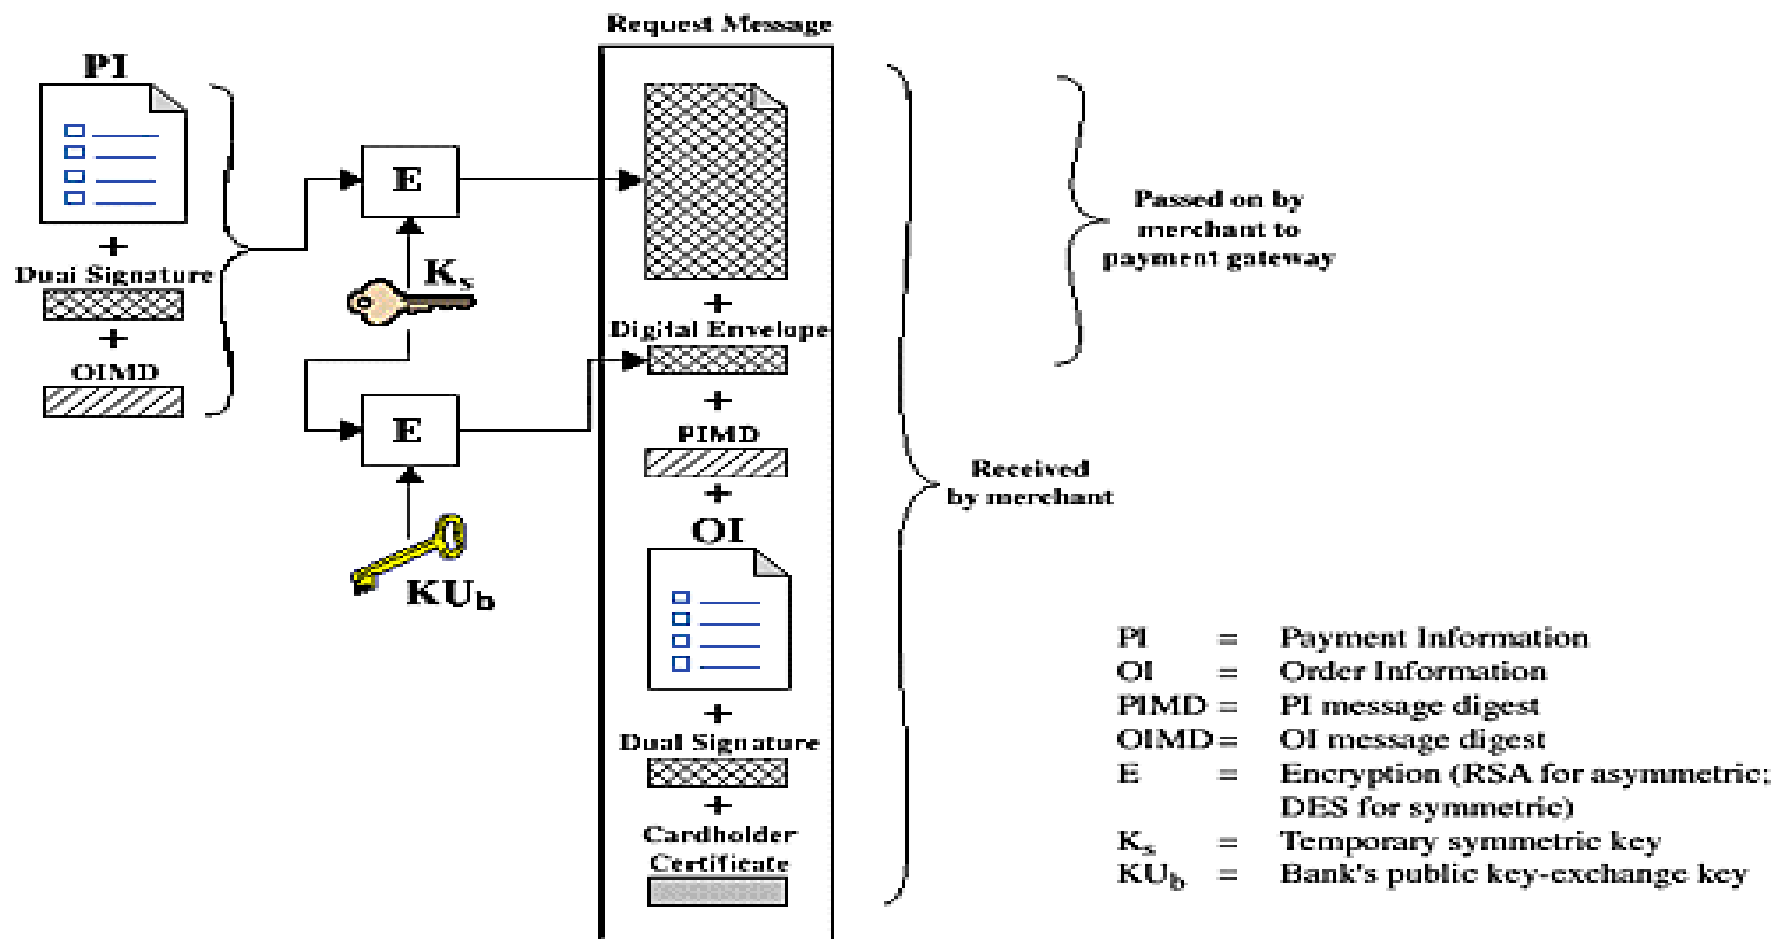 Request Message
PI
+
Dual Signature
+
OIMD
E
Ks
E
KUb
+
Digital Envelope
+
PIMD
+
OI
+
Dual Signature
+
Cardholder
Certificate
Received
by merchant
Passed on by
merchant to
payment gateway
PI = Payment Information
OI = Order Information
PIMD = PI message digest
OIMD = OI message digest
E = Encryption (RSA for asymmetric;
DES for symmetric)
Ks = Temporary symmetric key
KUb = Bank's public key-exchange key